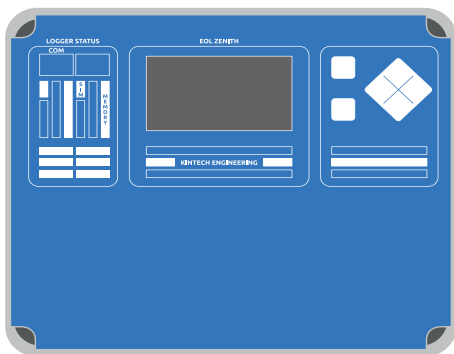 LOGGER STATUS
EOL ZENITH
COM
SIM
MEMORY
KINTECH ENGINEERING